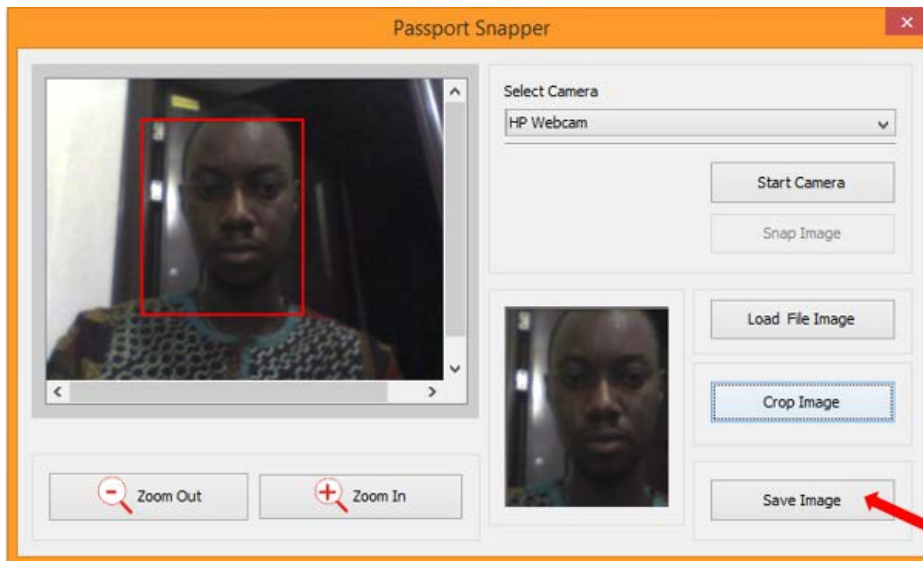 Passport Snapper
Select Camera
HP Webcam
Start Camera
Snap Image
Load File Image
Crop Image
Zoom Out
Zoom In
Save Image